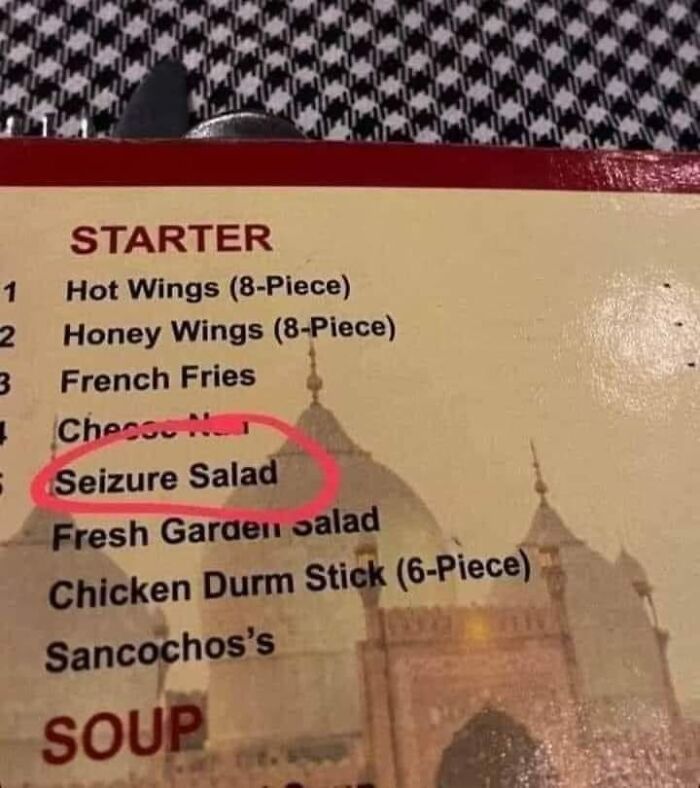 STARTER
1 Hot Wings (8-Piece)
2 Honey Wings (8-Piece)
3 French Fries
Cheese
Seizure Salad
Fresh Garden Salad
Chicken Durm Stick (6-Piece)
Sancochos's
SOUP